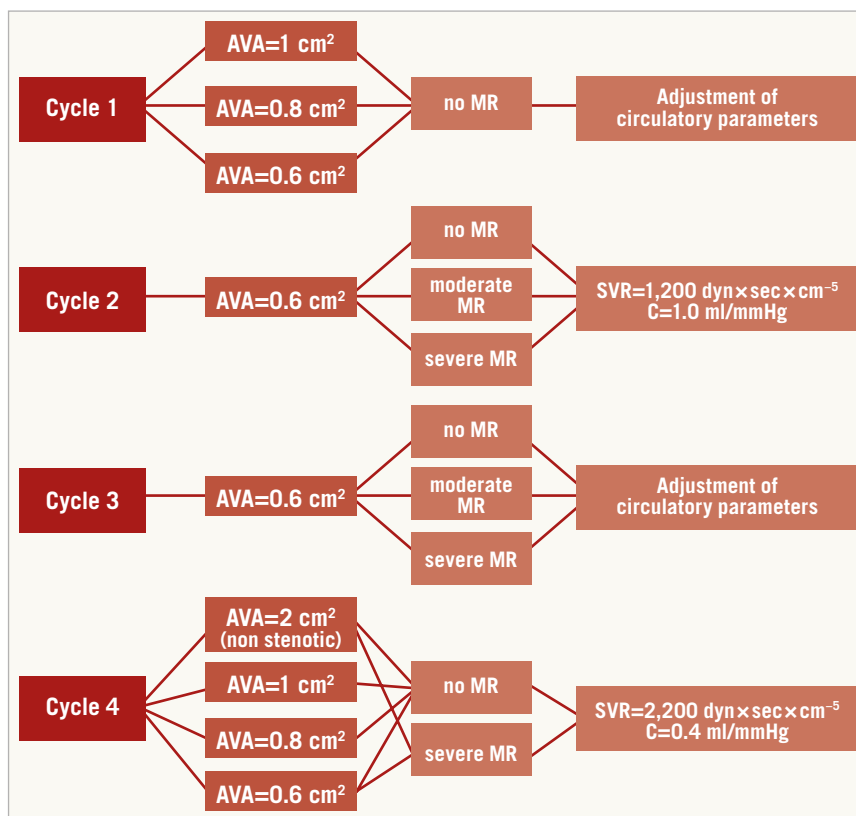 Cycle 1
AVA=1 cm²
AVA=0.8 cm²
AVA=0.6 cm²
no MR
Adjustment of
circulatory parameters
Cycle 2
AVA=0.6 cm²
no MR
moderate
MR
severe MR
SVR=1,200 dyn×sec×cm⁻⁵
C=1.0 ml/mmHg
Cycle 3
AVA=0.6 cm²
no MR
moderate
MR
severe MR
Adjustment of
circulatory parameters
Cycle 4
AVA=2 cm²
(non stenotic)
AVA=1 cm²
AVA=0.8 cm²
AVA=0.6 cm²
no MR
severe MR
SVR=2,200 dyn×sec×cm⁻⁵
C=0.4 ml/mmHg